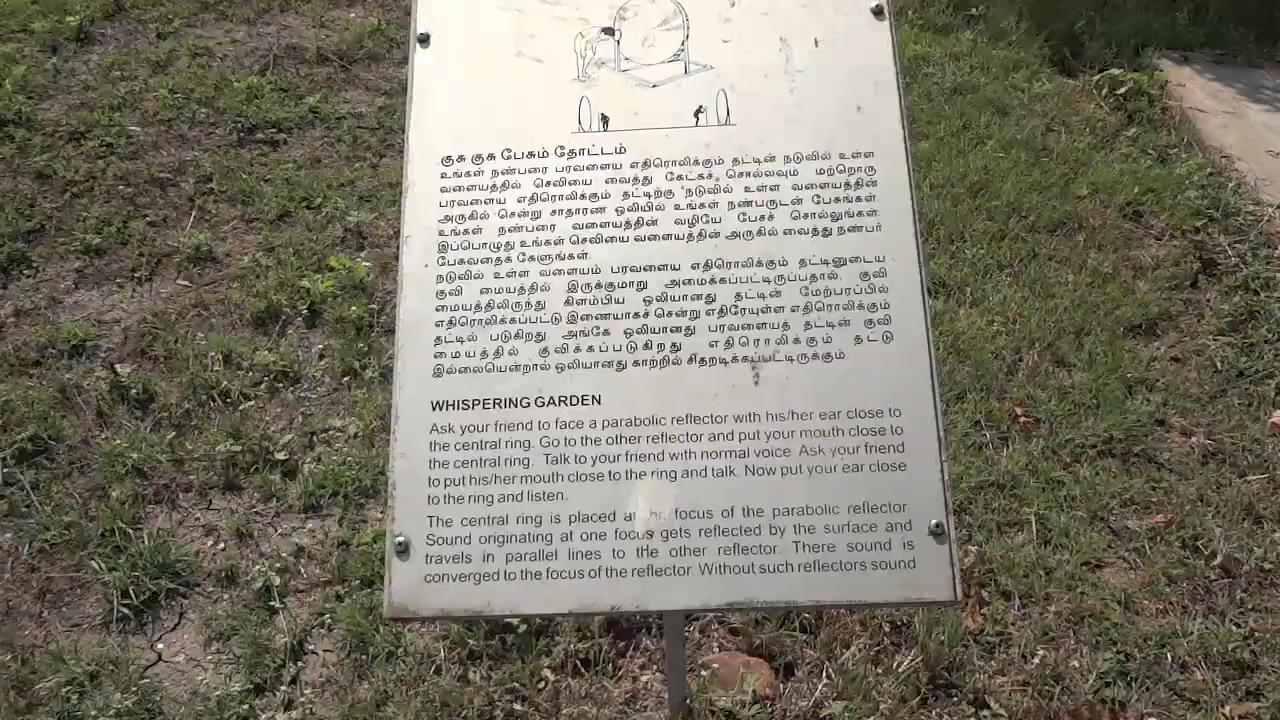 குசு குசு பேசும் தோட்டம்
உங்கள் நண்பரை பரவளைய எதிரொலிக்கும் தட்டின் நடுவில் உள்ள
வளையத்தில் செவியை வைத்து கேட்கச் சொல்லவும் மற்றொரு
பரவளைய எதிரொலிக்கும் தட்டிற்கு நடுவில் உள்ள வளையத்தின்
அருகில் சென்று சாதாரண ஒலியில் உங்கள் நண்பருடன் பேசுங்கள்.
உங்கள் நண்பரை வளையத்தின் வழியே பேசச் சொல்லுங்கள்.
இப்பொழுது உங்கள் செவியை வளையத்தின் அருகில் வைத்து நண்பர்
பேசுவதைக் கேளுங்கள்.
நடுவில் உள்ள வளையம் பரவளைய எதிரொலிக்கும் தட்டினுடைய
குவி மையத்தில் இருக்குமாறு அமைக்கப்பட்டிருப்பதால், குவி
மையத்திலிருந்து கிளம்பிய ஒலியானது தட்டின் மேற்பரப்பில்
எதிரொலிக்கப்பட்டு இணையாகச் சென்று எதிரேயுள்ள எதிரொலிக்கும்
தட்டில் படுகிறது அங்கே ஒலியானது பரவளையத் தட்டின் குவி
மையத்தில் குவிக்கப்படுகிறது எதிரொலிக்கும் தட்டு
இல்லையென்றால் ஒலியானது காற்றில் சிதறடிக்கப்பட்டிருக்கும்.
WHISPERING GARDEN
Ask your friend to face a parabolic reflector with his/her ear close to
the central ring. Go to the other reflector and put your mouth close to
the central ring. Talk to your friend with normal voice. Ask your friend
to put his/her mouth close to the ring and talk. Now put your ear close
to the ring and listen.
The central ring is placed at the focus of the parabolic reflector.
Sound originating at one focus gets reflected by the surface and
travels in parallel lines to the other reflector. There sound is
converged to the focus of the reflector. Without such reflectors sound